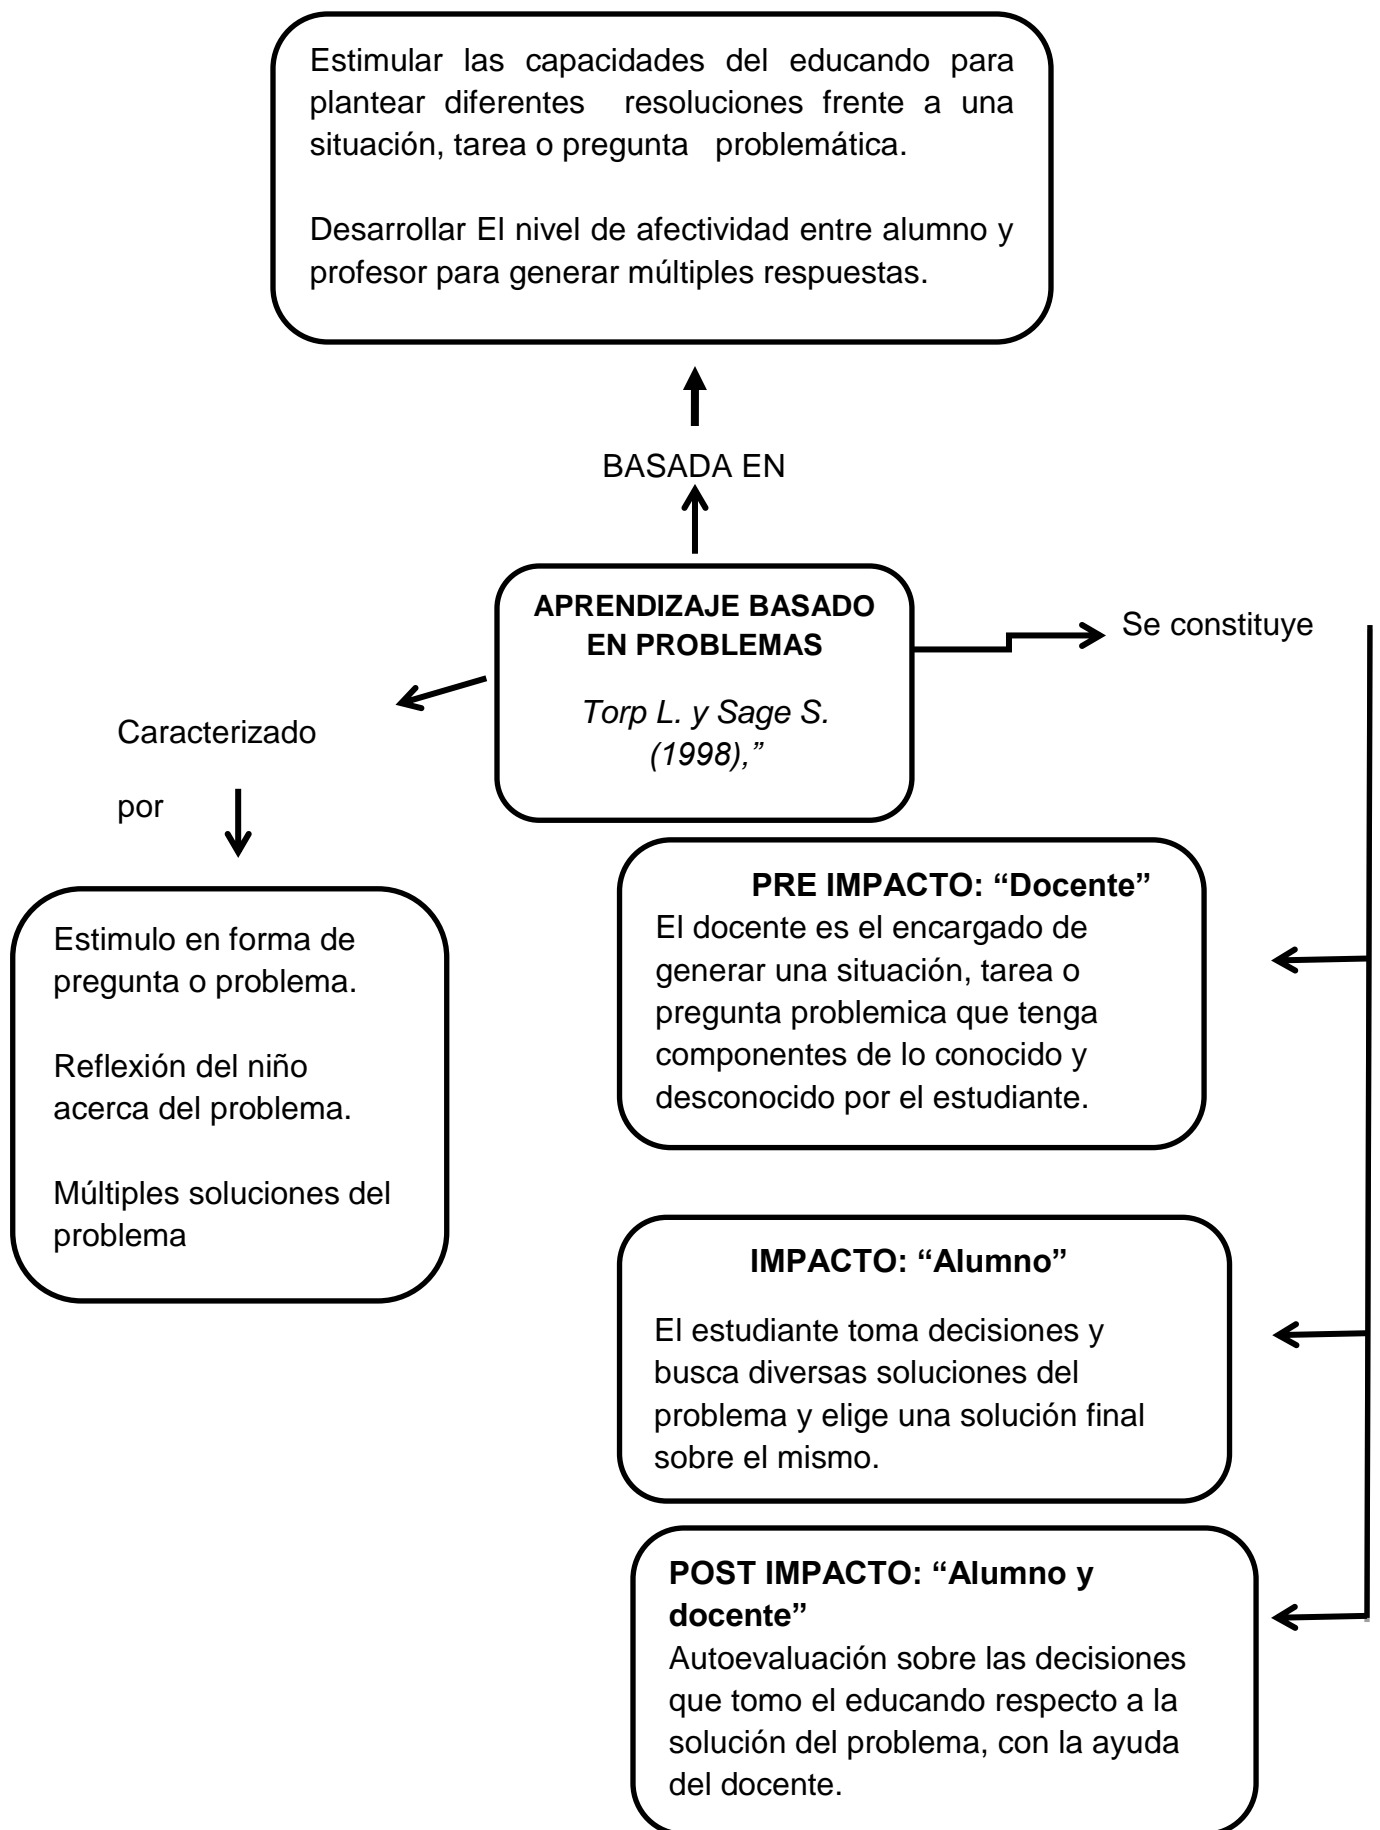 Estimular las capacidades del educando para
plantear diferentes resoluciones frente a una
situación, tarea o pregunta problemática.
Desarrollar El nivel de afectividad entre alumno y
profesor para generar múltiples respuestas.
BASADA EN
APRENDIZAJE BASADO
EN PROBLEMAS
Torp L. y Sage S.
(1998),”
Se constituye
Caracterizado
por
Estimulo en forma de
pregunta o problema.
Reflexión del niño
acerca del problema.
Múltiples soluciones del
problema
PRE IMPACTO: “Docente”
El docente es el encargado de
generar una situación, tarea o
pregunta problemica que tenga
componentes de lo conocido y
desconocido por el estudiante.
IMPACTO: “Alumno”
El estudiante toma decisiones y
busca diversas soluciones del
problema y elige una solución final
sobre el mismo.
POST IMPACTO: “Alumno y
docente”
Autoevaluación sobre las decisiones
que tomo el educando respecto a la
solución del problema, con la ayuda
del docente.